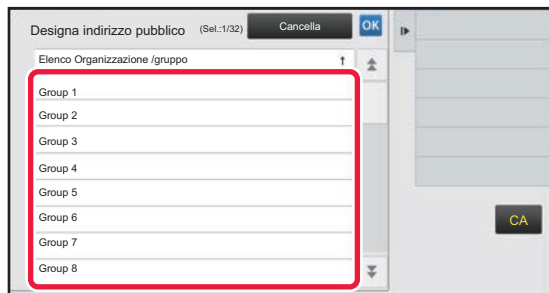 Designa indirizzo pubblico (Sel.:1/32) Cancella OK
Elenco Organizzazione /gruppo
Group 1
Group 2
Group 3
Group 4
Group 5
Group 6
CA
Group 7
Group 8